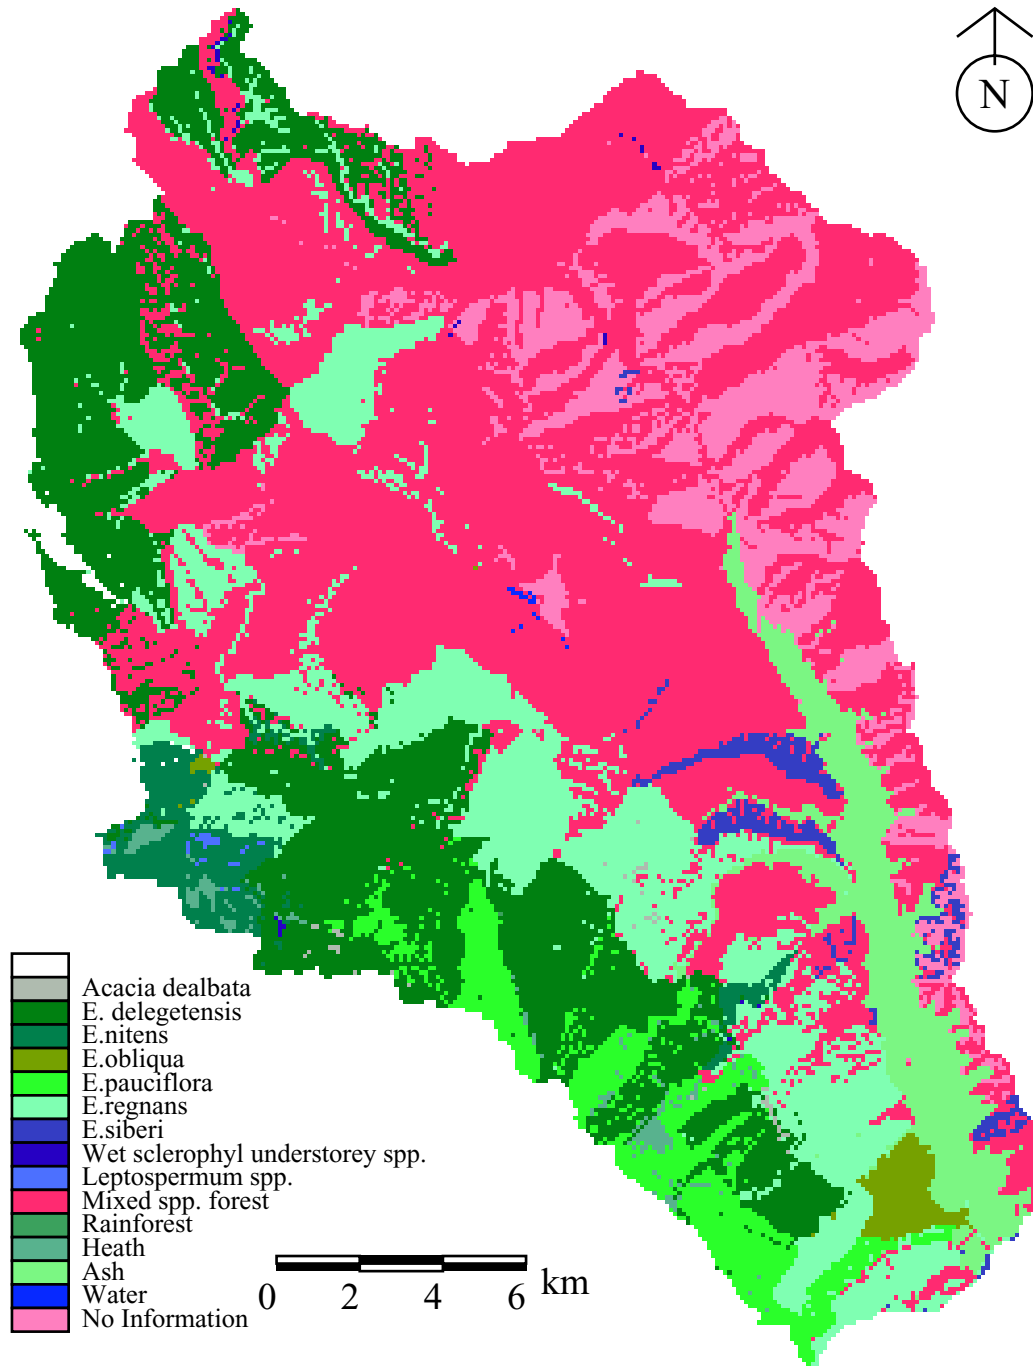 N
Acacia dealbata
E. delegetensis
E.nitens
E.obliqua
E.pauciflora
E.regnans
E.siberi
Wet sclerophyl understorey spp.
Leptospermum spp.
Mixed spp. forest
Rainforest
Heath
Ash
Water
No Information
0 2 4 6 km